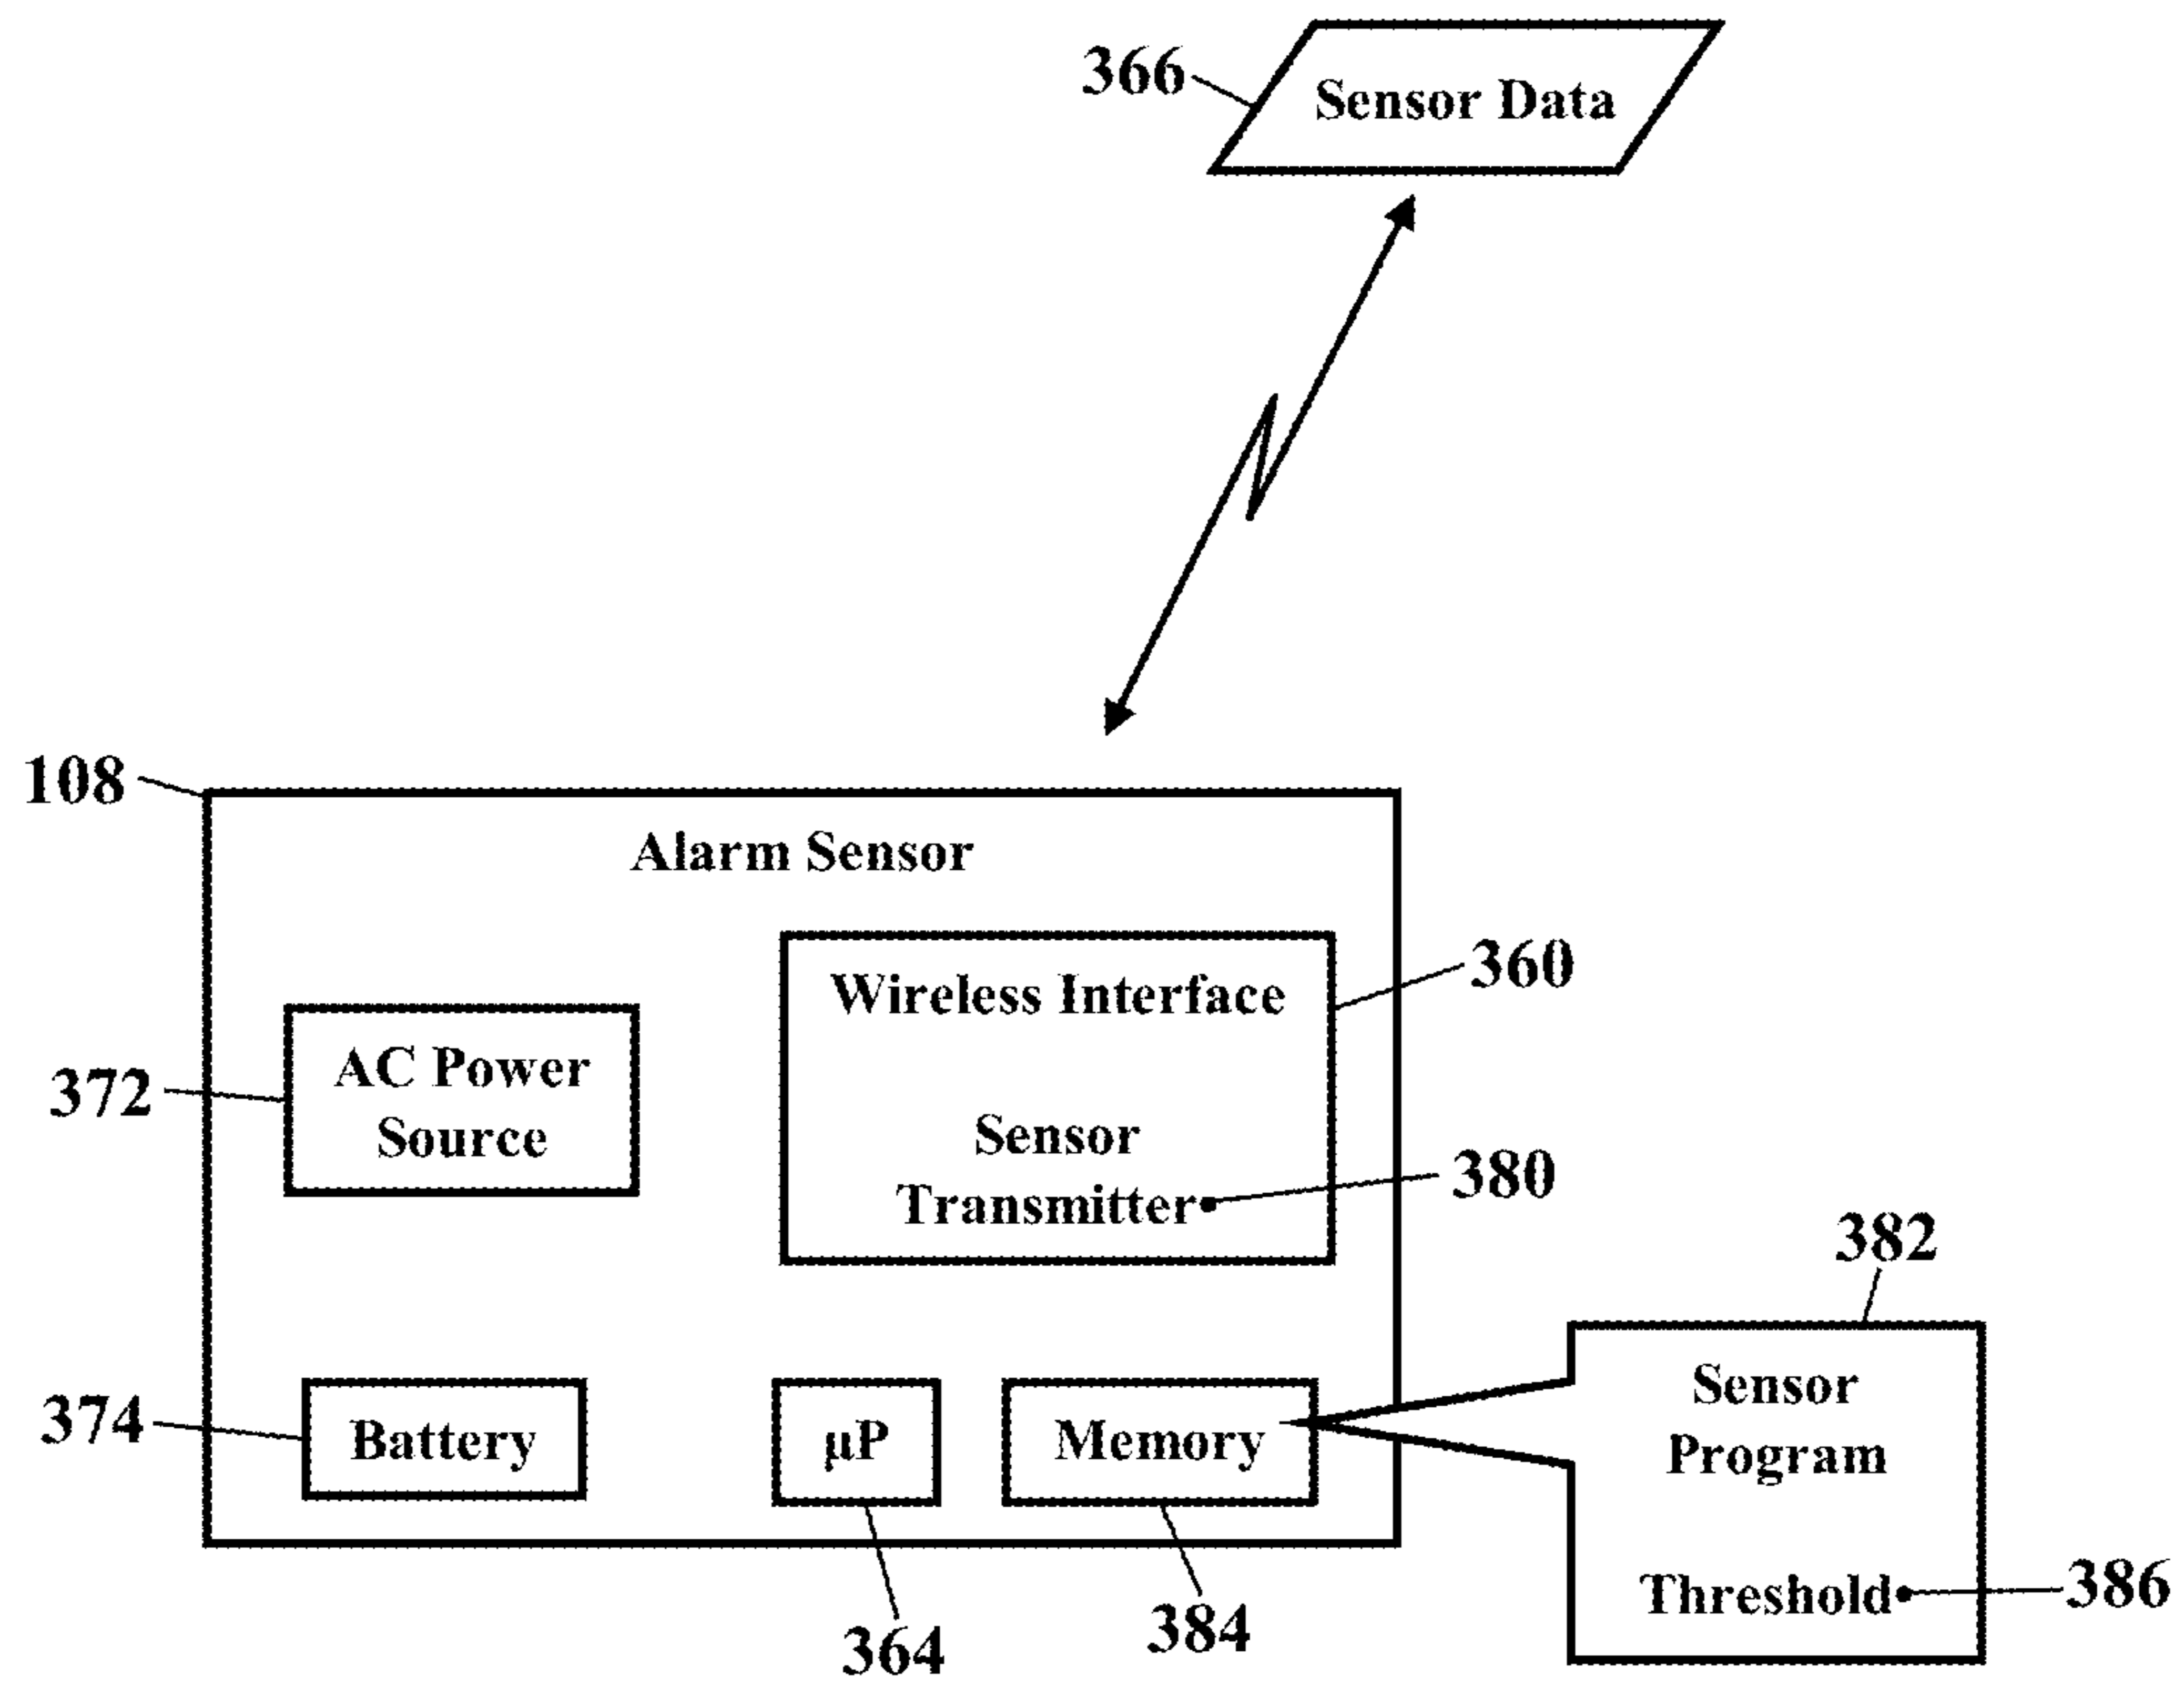 366
Sensor Data
108
Alarm Sensor
Wireless Interface
360
AC Power
Source
372
Sensor
Transmitter
380
382
374
Battery
µP
Memory
Sensor
Program
Threshold
386
364
384